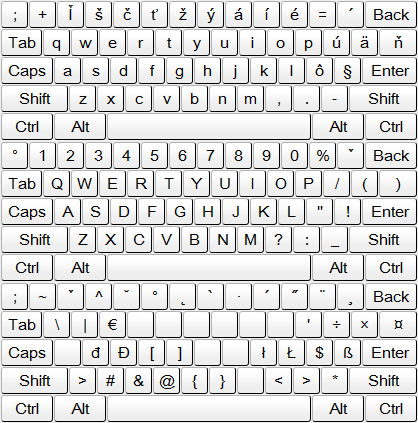 ; + ľ š č ť ž ý á í é = ´ Back
Tab q w e r t y u i o p ú ä ň
Caps a s d f g h j k l ô § Enter
Shift z x c v b n m , . - Shift
Ctrl Alt Alt Ctrl
° 1 2 3 4 5 6 7 8 9 0 % ˇ Back
Tab Q W E R T Y U I O P / ( )
Caps A S D F G H J K L " ! Enter
Shift Z X C V B N M ? : _ Shift
Ctrl Alt Alt Ctrl
; ~ ˇ ^ ˘ ° ˛ ` · ´ ˝ ¨ ¸ Back
Tab \ | € ' ÷ × ¤
Caps đ Đ [ ] ł Ł $ ß Enter
Shift > # & @ { } < > * Shift
Ctrl Alt Alt Ctrl